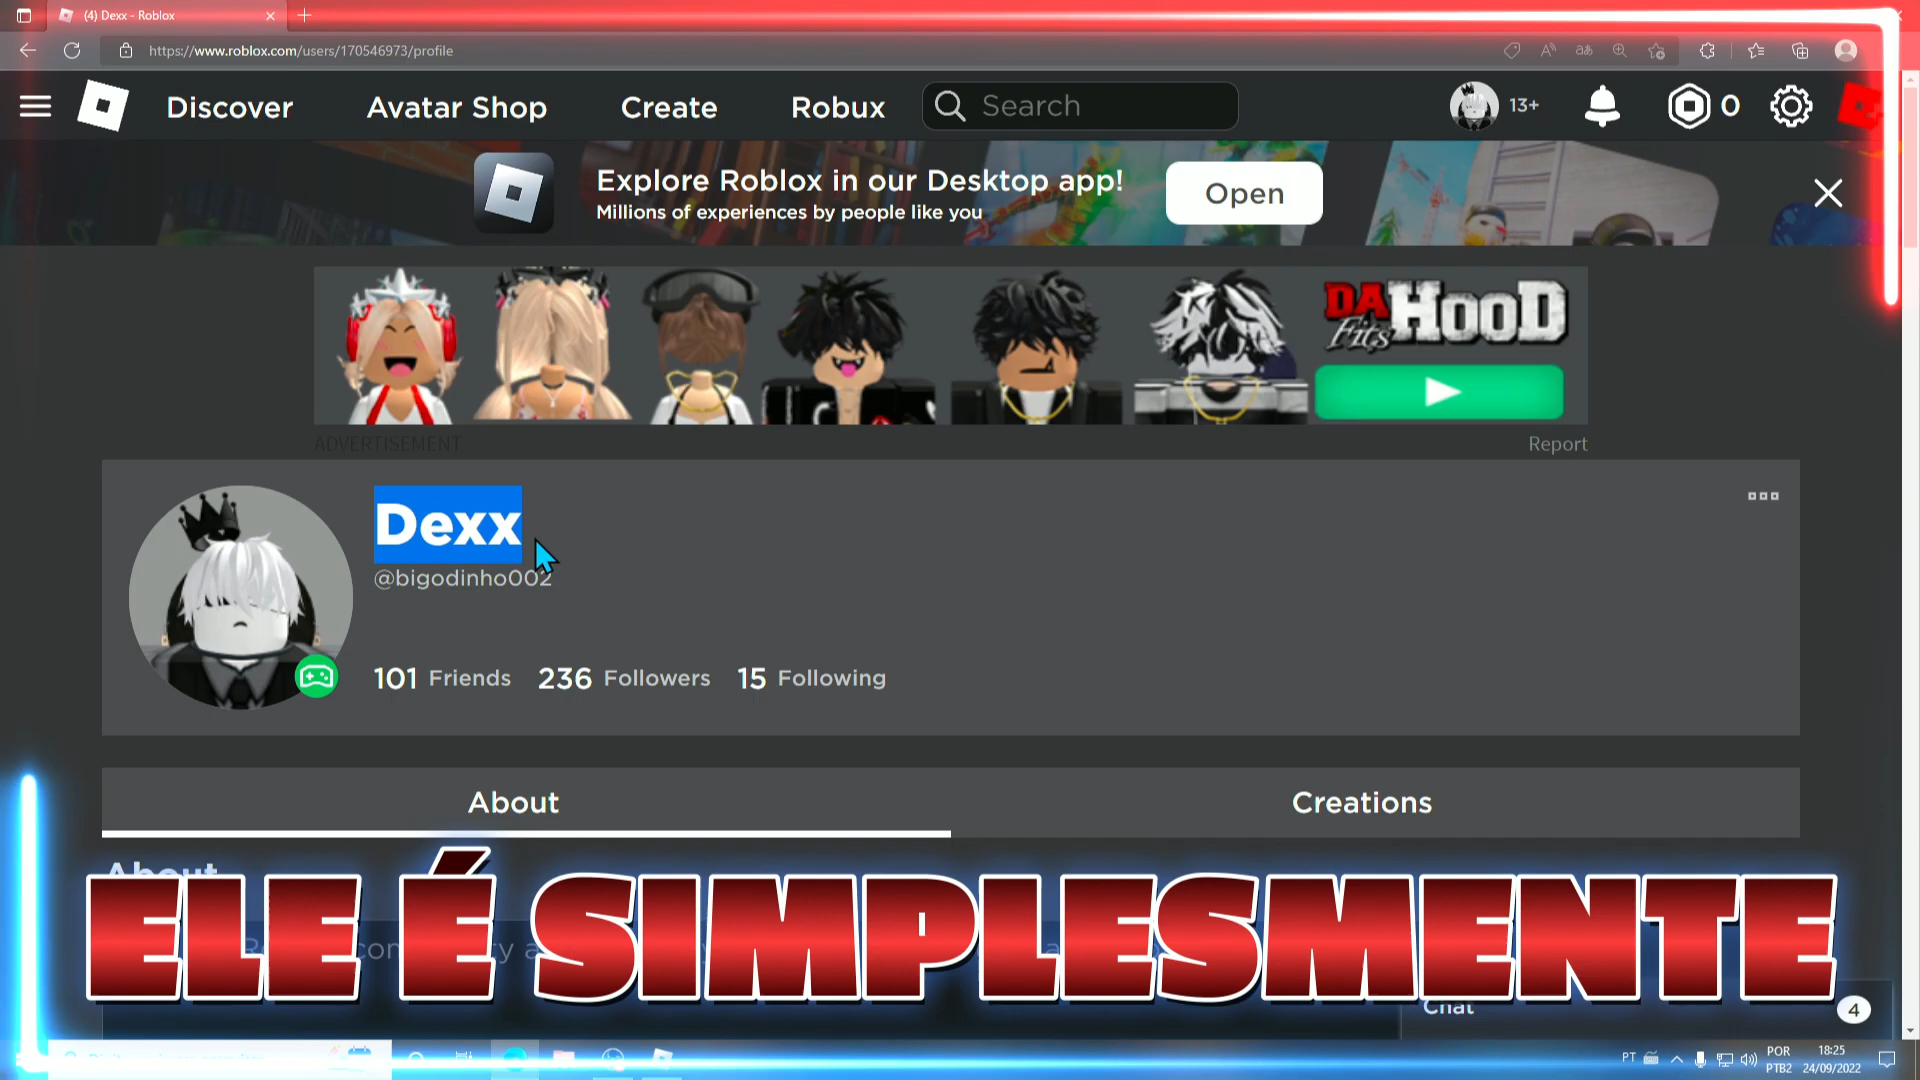 (4) Dexx - Roblox
https://www.roblox.com/users/170546973/profile
Discover
Avatar Shop
Create
Robux
Search
13+
0
Explore Roblox in our Desktop app!
Millions of experiences by people like you
Open
DA HOOD
Fits
ADVERTISEMENT
Report
Dexx
@bigodinho002
101 Friends
236 Followers
15 Following
About
Creations
About
ELE É SIMPLESMENTE
Chat
4
PT
POR
PTB2
18:25
24/09/2022